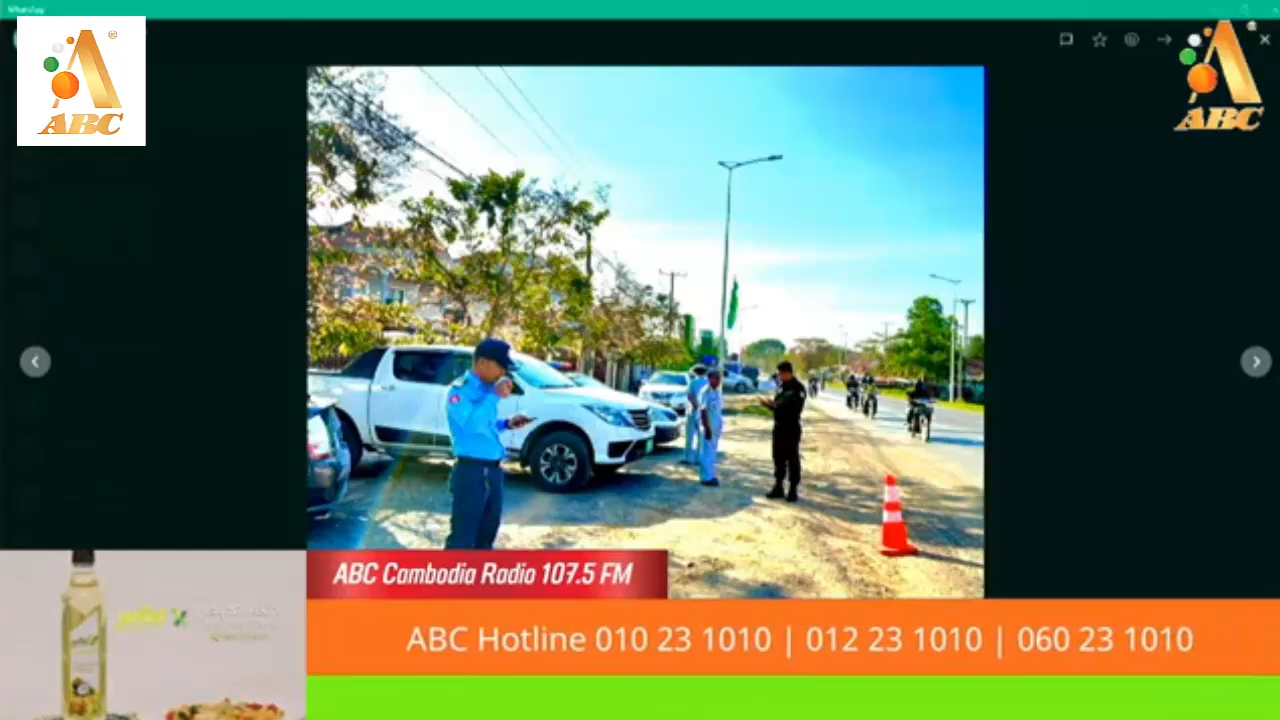 WhatsApp
ABC
ABC
ABC Cambodia Radio 107.5 FM
ABC Hotline 010 23 1010 | 012 23 1010 | 060 23 1010